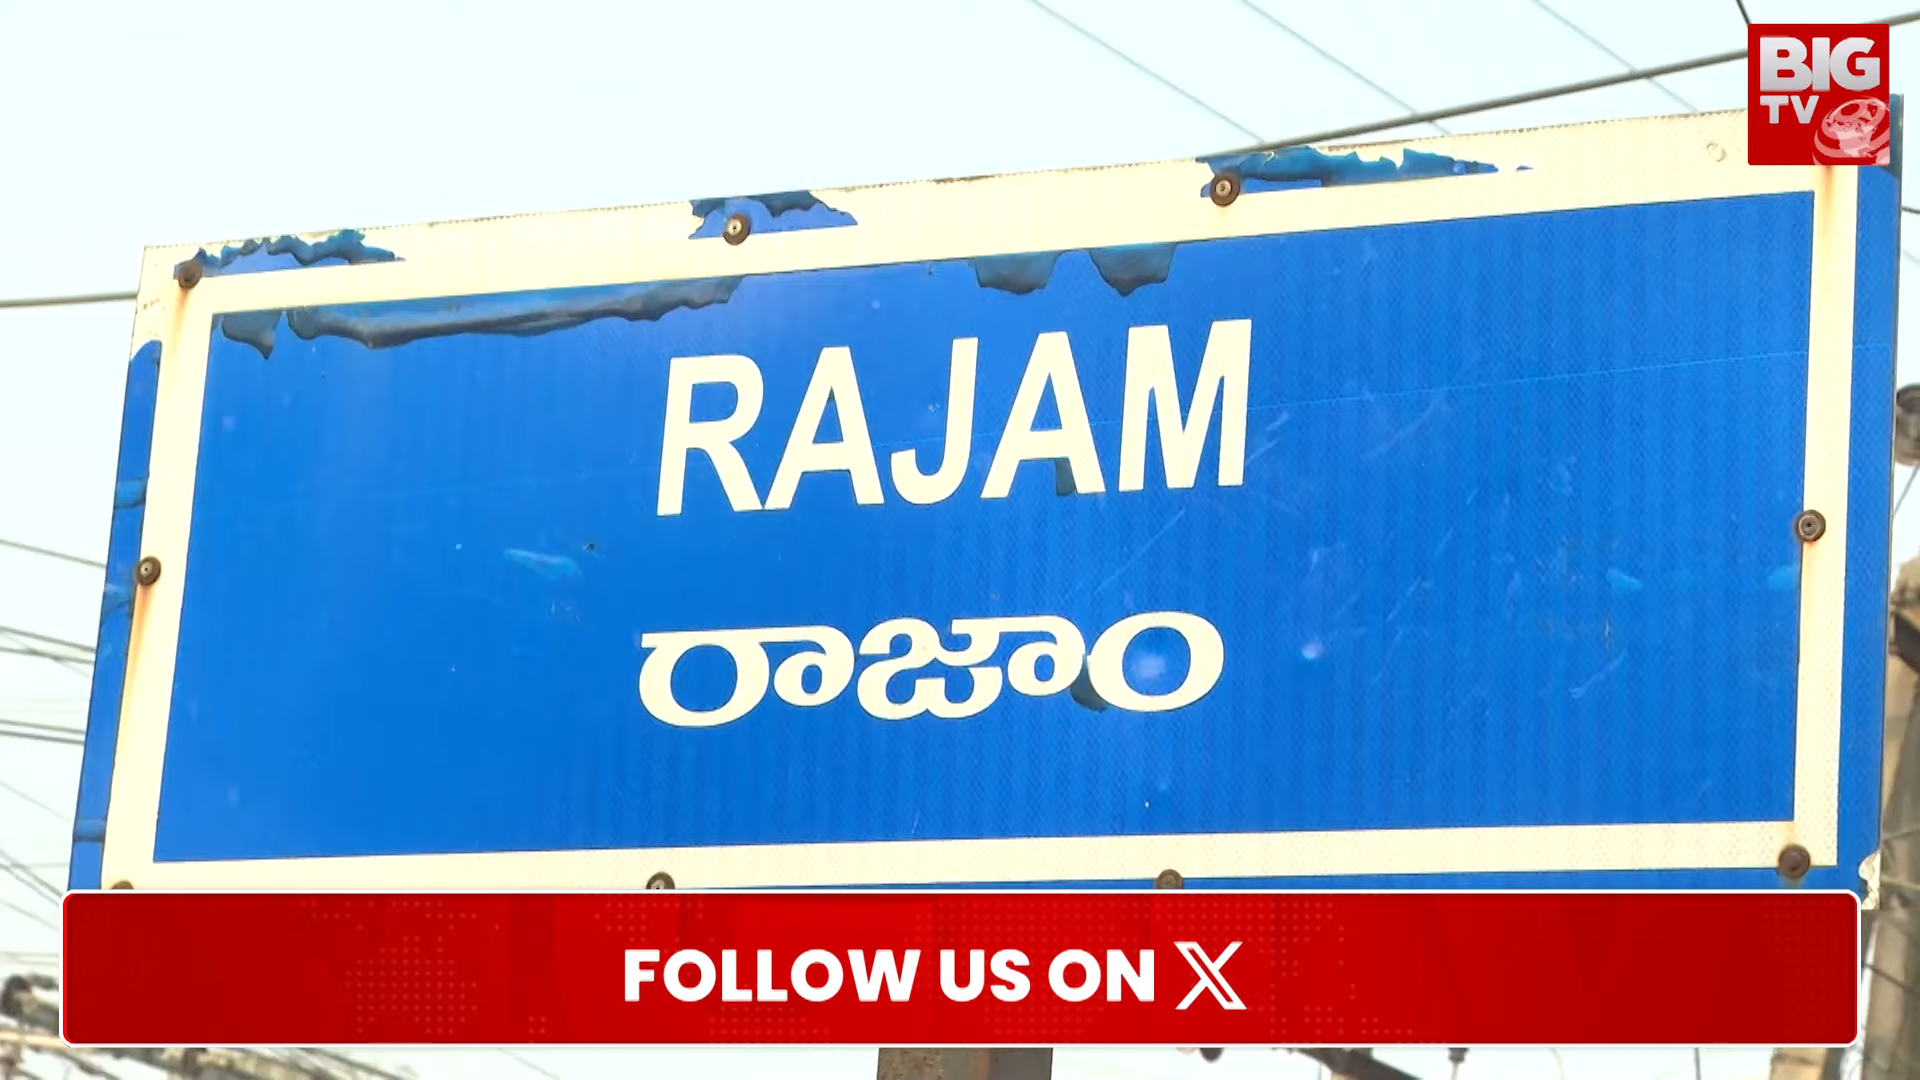 BIG
TV
RAJAM
రాజాం
FOLLOW US ON X